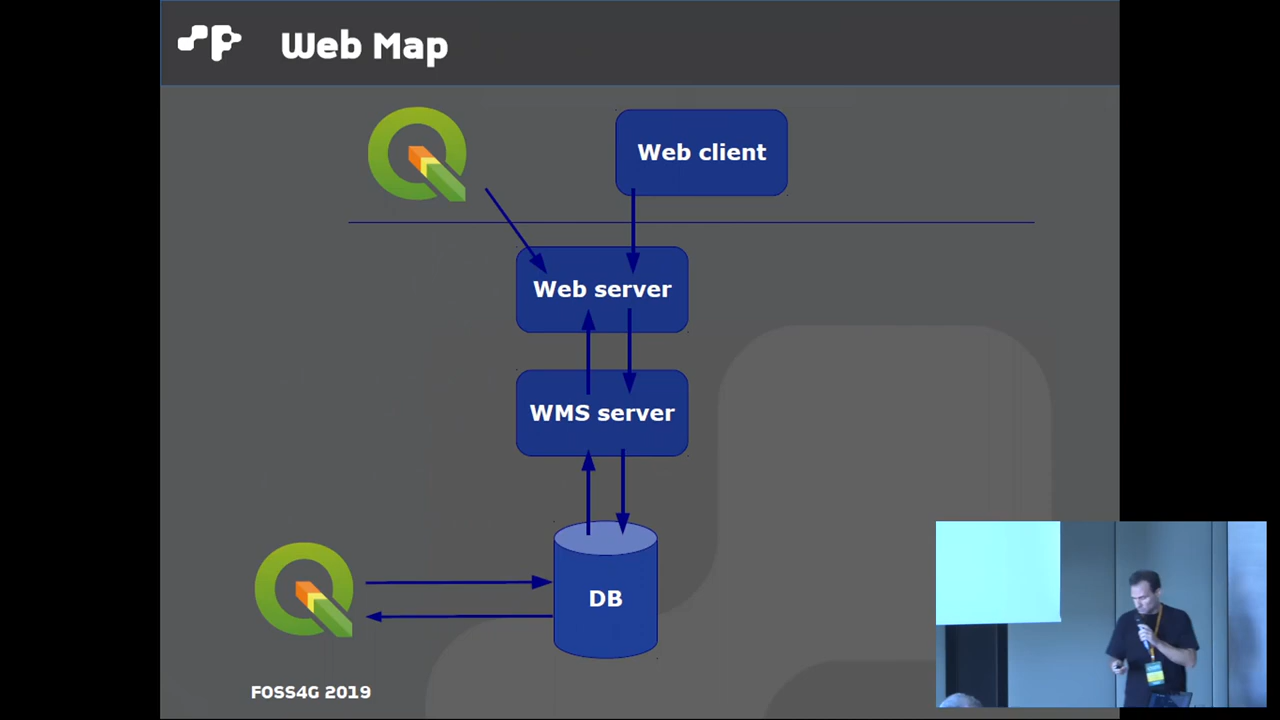 Web Map
Web client
Web server
WMS server
DB
FOSS4G 2019